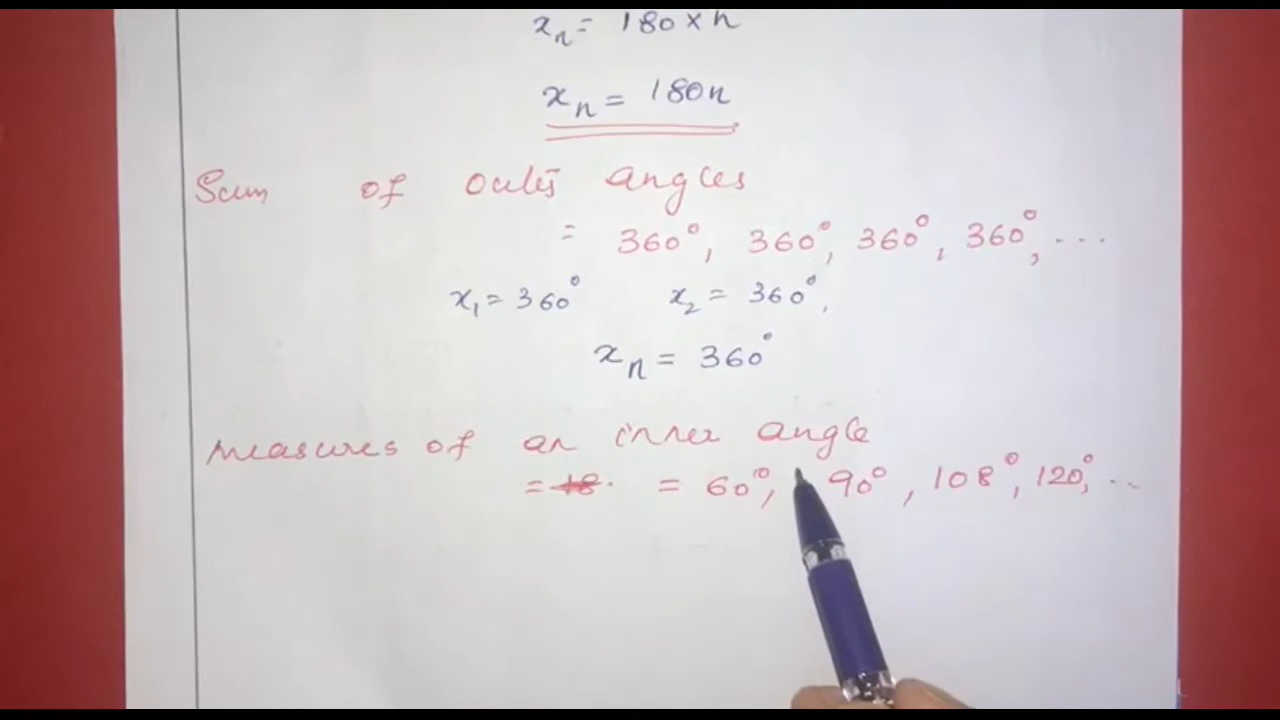 xₙ = 180 × n
xₙ = 180n
Sum of outer angles
= 360°, 360°, 360°, 360°, ...
x₁ = 360° x₂ = 360°,
xₙ = 360°
measures of an inner angle
= 18. = 60°, 90°, 108°, 120°, ...